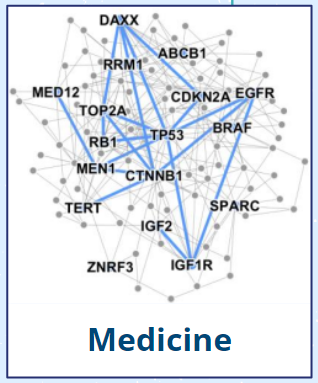 DAXX
ABCB1
RRM1
MED12
CDKN2A EGFR
TOP2A
BRAF
TP53
RB1
MEN1
CTNNB1
TERT
SPARC
IGF2
ZNRF3
IGF1R
Medicine